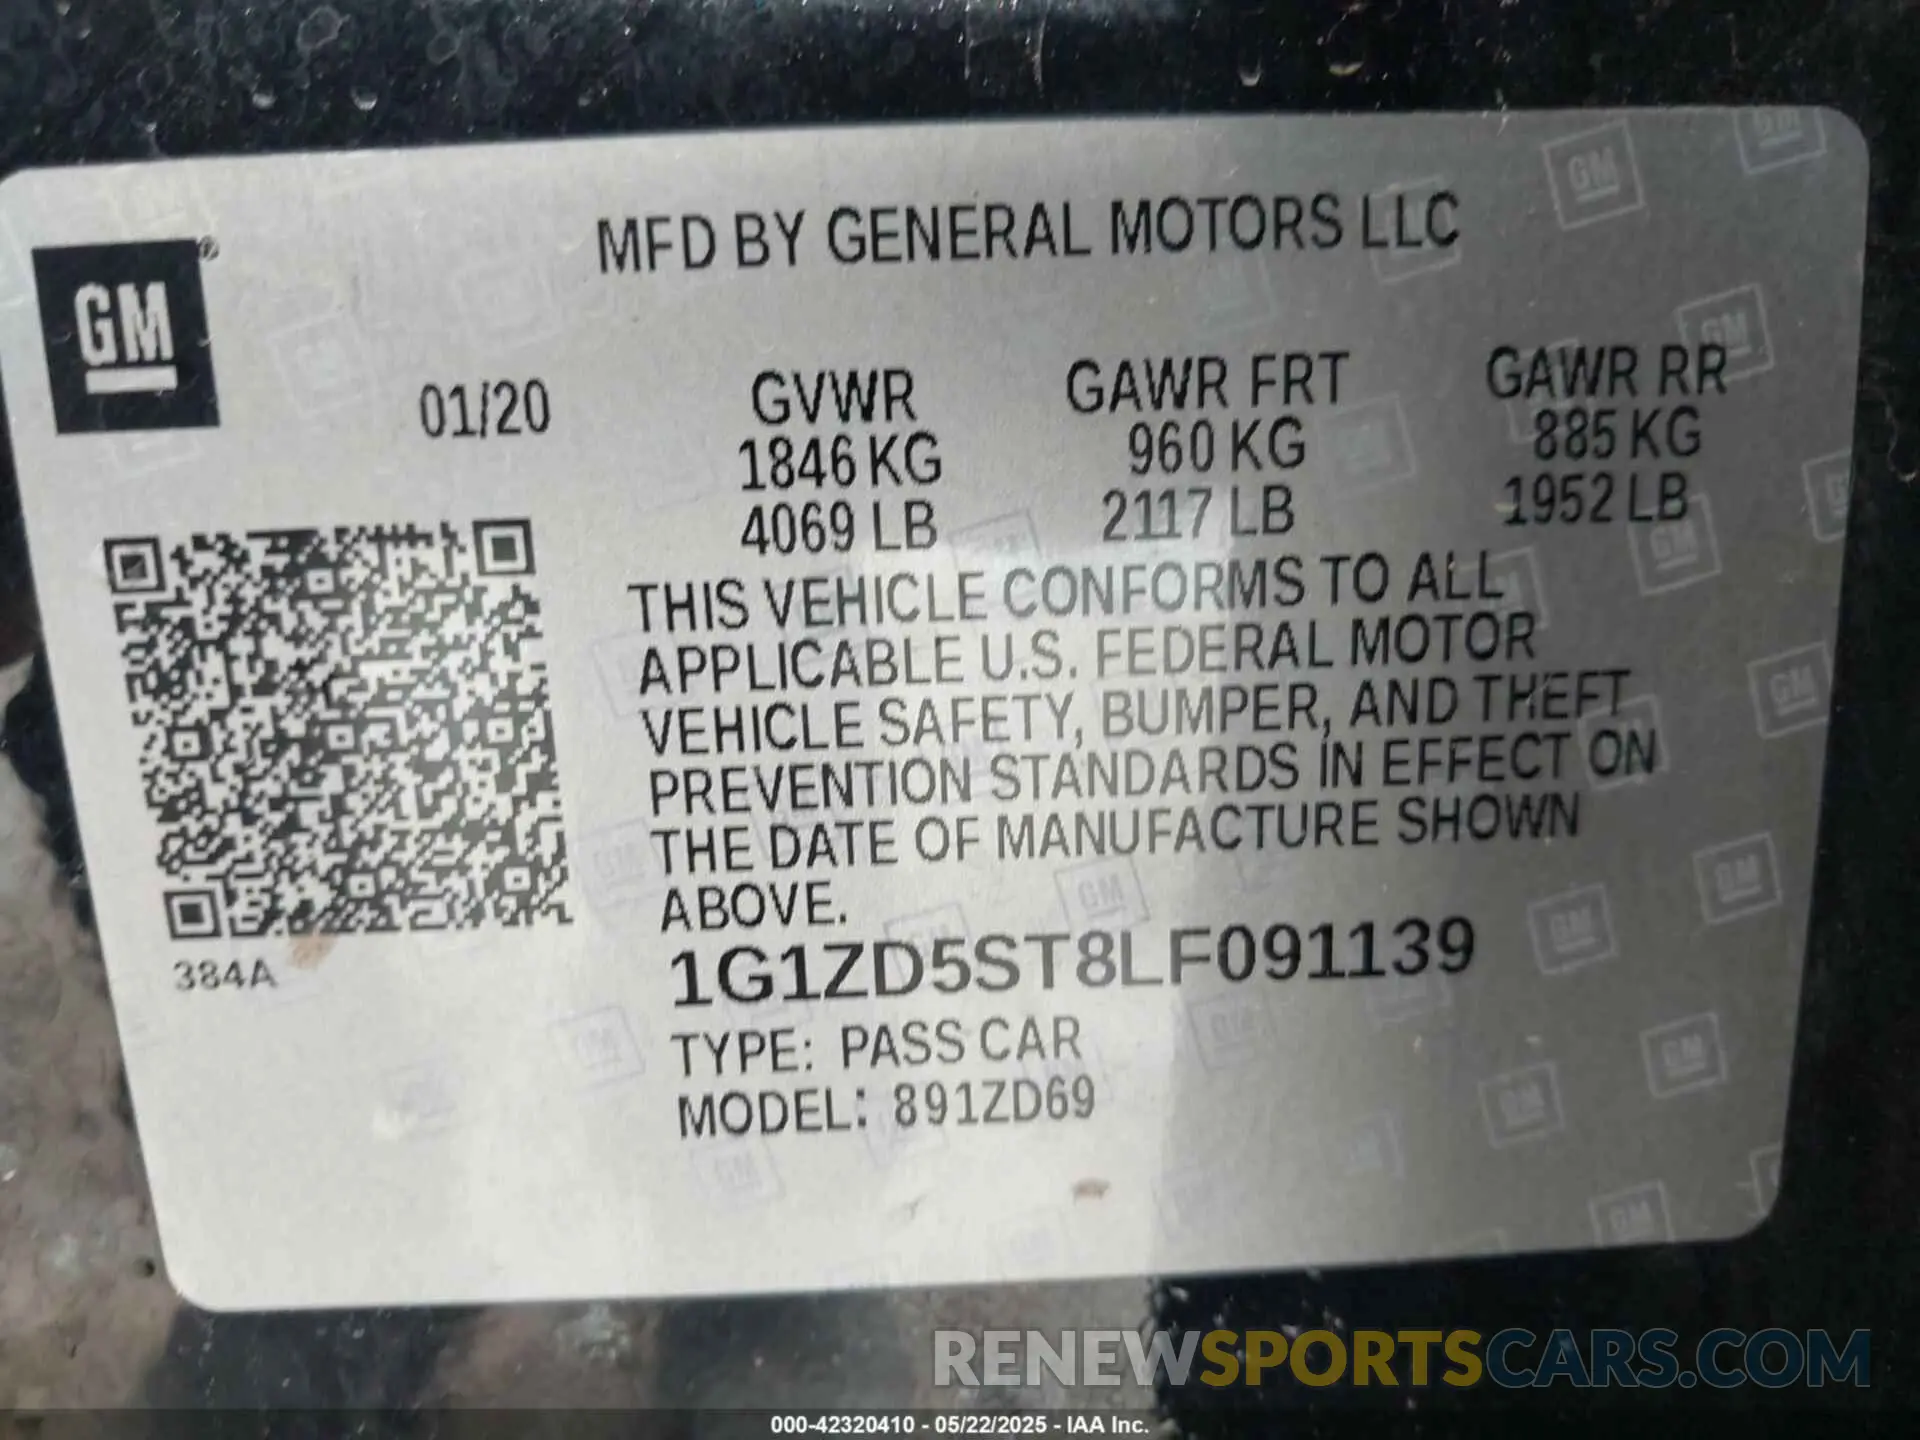 MFD BY GENERAL MOTORS LLC
GM®
01/20
GVWR
1846 KG
4069 LB
GAWR FRT
960 KG
2117 LB
GAWR RR
885 KG
1952 LB
THIS VEHICLE CONFORMS TO ALL
APPLICABLE U.S. FEDERAL MOTOR
VEHICLE SAFETY, BUMPER, AND THEFT
PREVENTION STANDARDS IN EFFECT ON
THE DATE OF MANUFACTURE SHOWN
ABOVE.
384A
1G1ZD5ST8LF091139
TYPE: PASS CAR
MODEL: 891ZD69
RENEWSPORTSCARS.COM
000-42320410 - 05/22/2025 - IAA Inc.